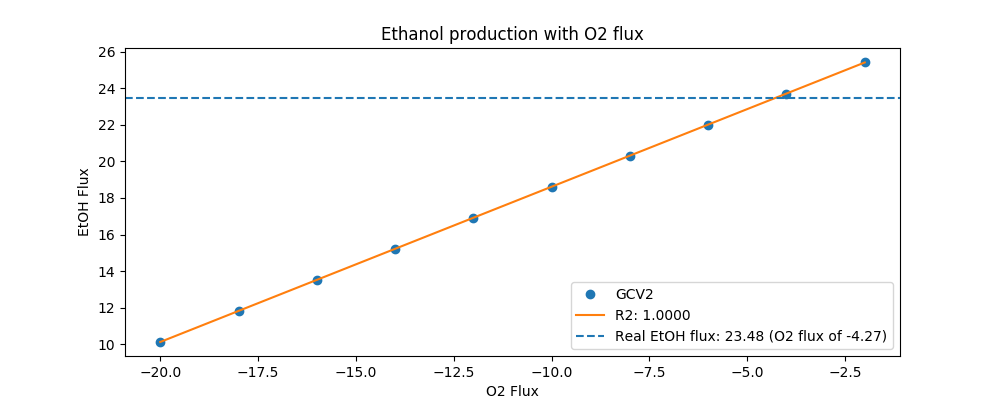 Ethanol production with O2 flux
EtOH Flux
26
24
22
20
18
16
14
12
10
GCV2
R2: 1.0000
Real EtOH flux: 23.48 (O2 flux of -4.27)
−20.0 −17.5 −15.0 −12.5 −10.0 −7.5 −5.0 −2.5
O2 Flux